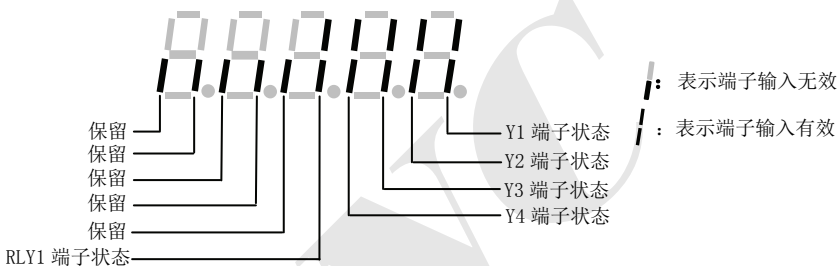 ： 表示端子输入无效
： 表示端子输入有效
保留
保留
保留
保留
保留
RLY1 端子状态
Y1 端子状态
Y2 端子状态
Y3 端子状态
Y4 端子状态